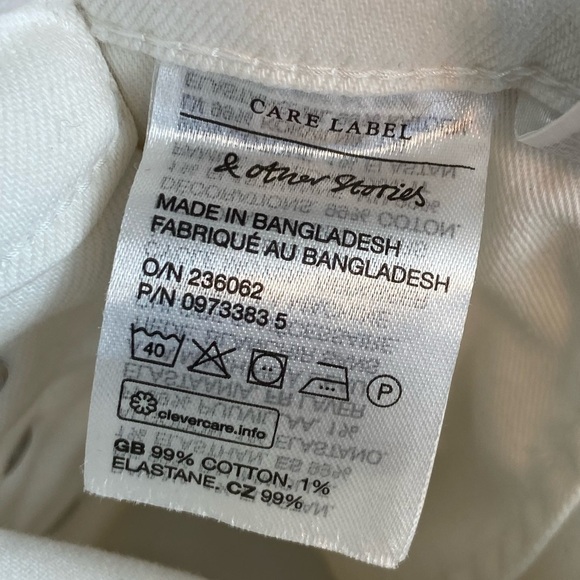 CARE LABEL
& other Stories
MADE IN BANGLADESH
FABRIQUÉ AU BANGLADESH
O/N 236062
P/N 0973383 5
40 P
clevercare.info
GB 99% COTTON. 1%
ELASTANE. CZ 99%